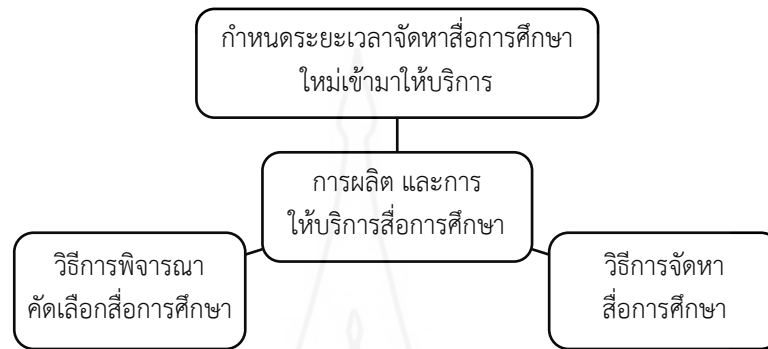 กำหนดระยะเวลาจัดหาสื่อการศึกษา
ใหม่เข้ามาให้บริการ
การผลิต และการ
ให้บริการสื่อการศึกษา
วิธีการพิจารณา
คัดเลือกสื่อการศึกษา
วิธีการจัดหา
สื่อการศึกษา